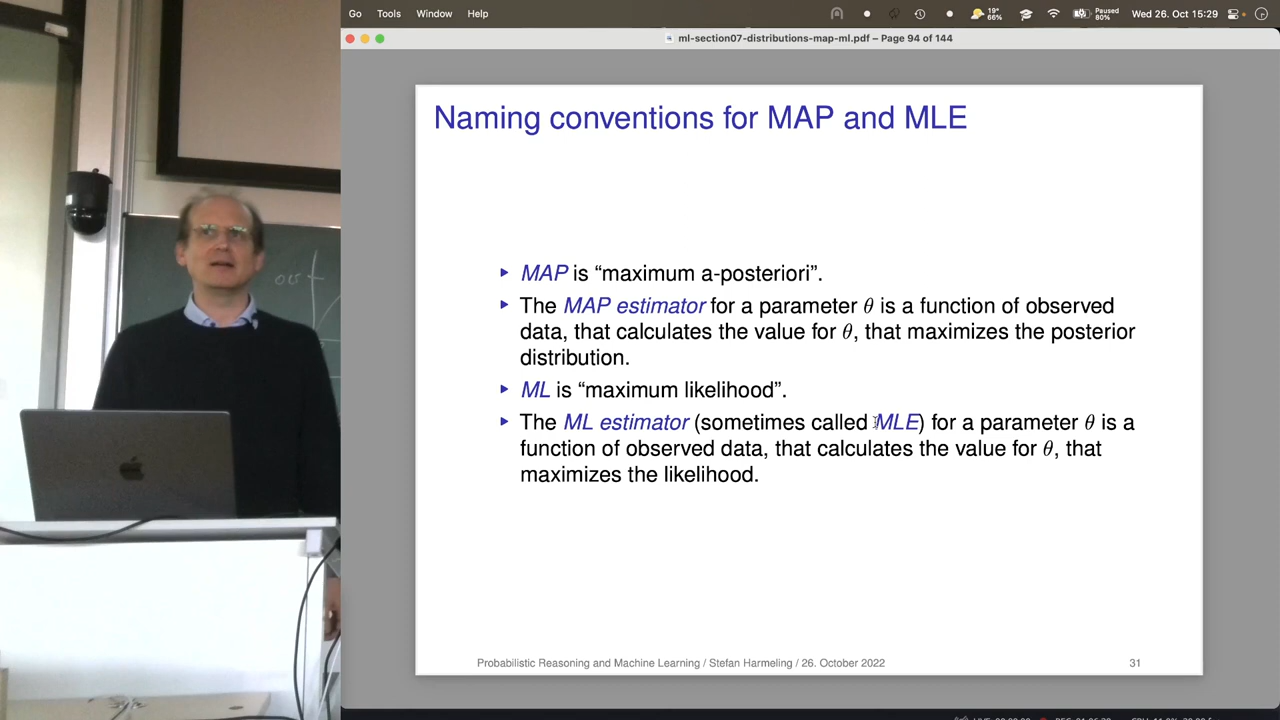 Go Tools Window Help 19° 66% Paused 80% Wed 26. Oct 15:29
ml-section07-distributions-map-ml.pdf – Page 94 of 144
Naming conventions for MAP and MLE
MAP is “maximum a-posteriori”.
The MAP estimator for a parameter θ is a function of observed
data, that calculates the value for θ, that maximizes the posterior
distribution.
ML is “maximum likelihood”.
The ML estimator (sometimes called MLE) for a parameter θ is a
function of observed data, that calculates the value for θ, that
maximizes the likelihood.
Probabilistic Reasoning and Machine Learning / Stefan Harmeling / 26. October 2022 31